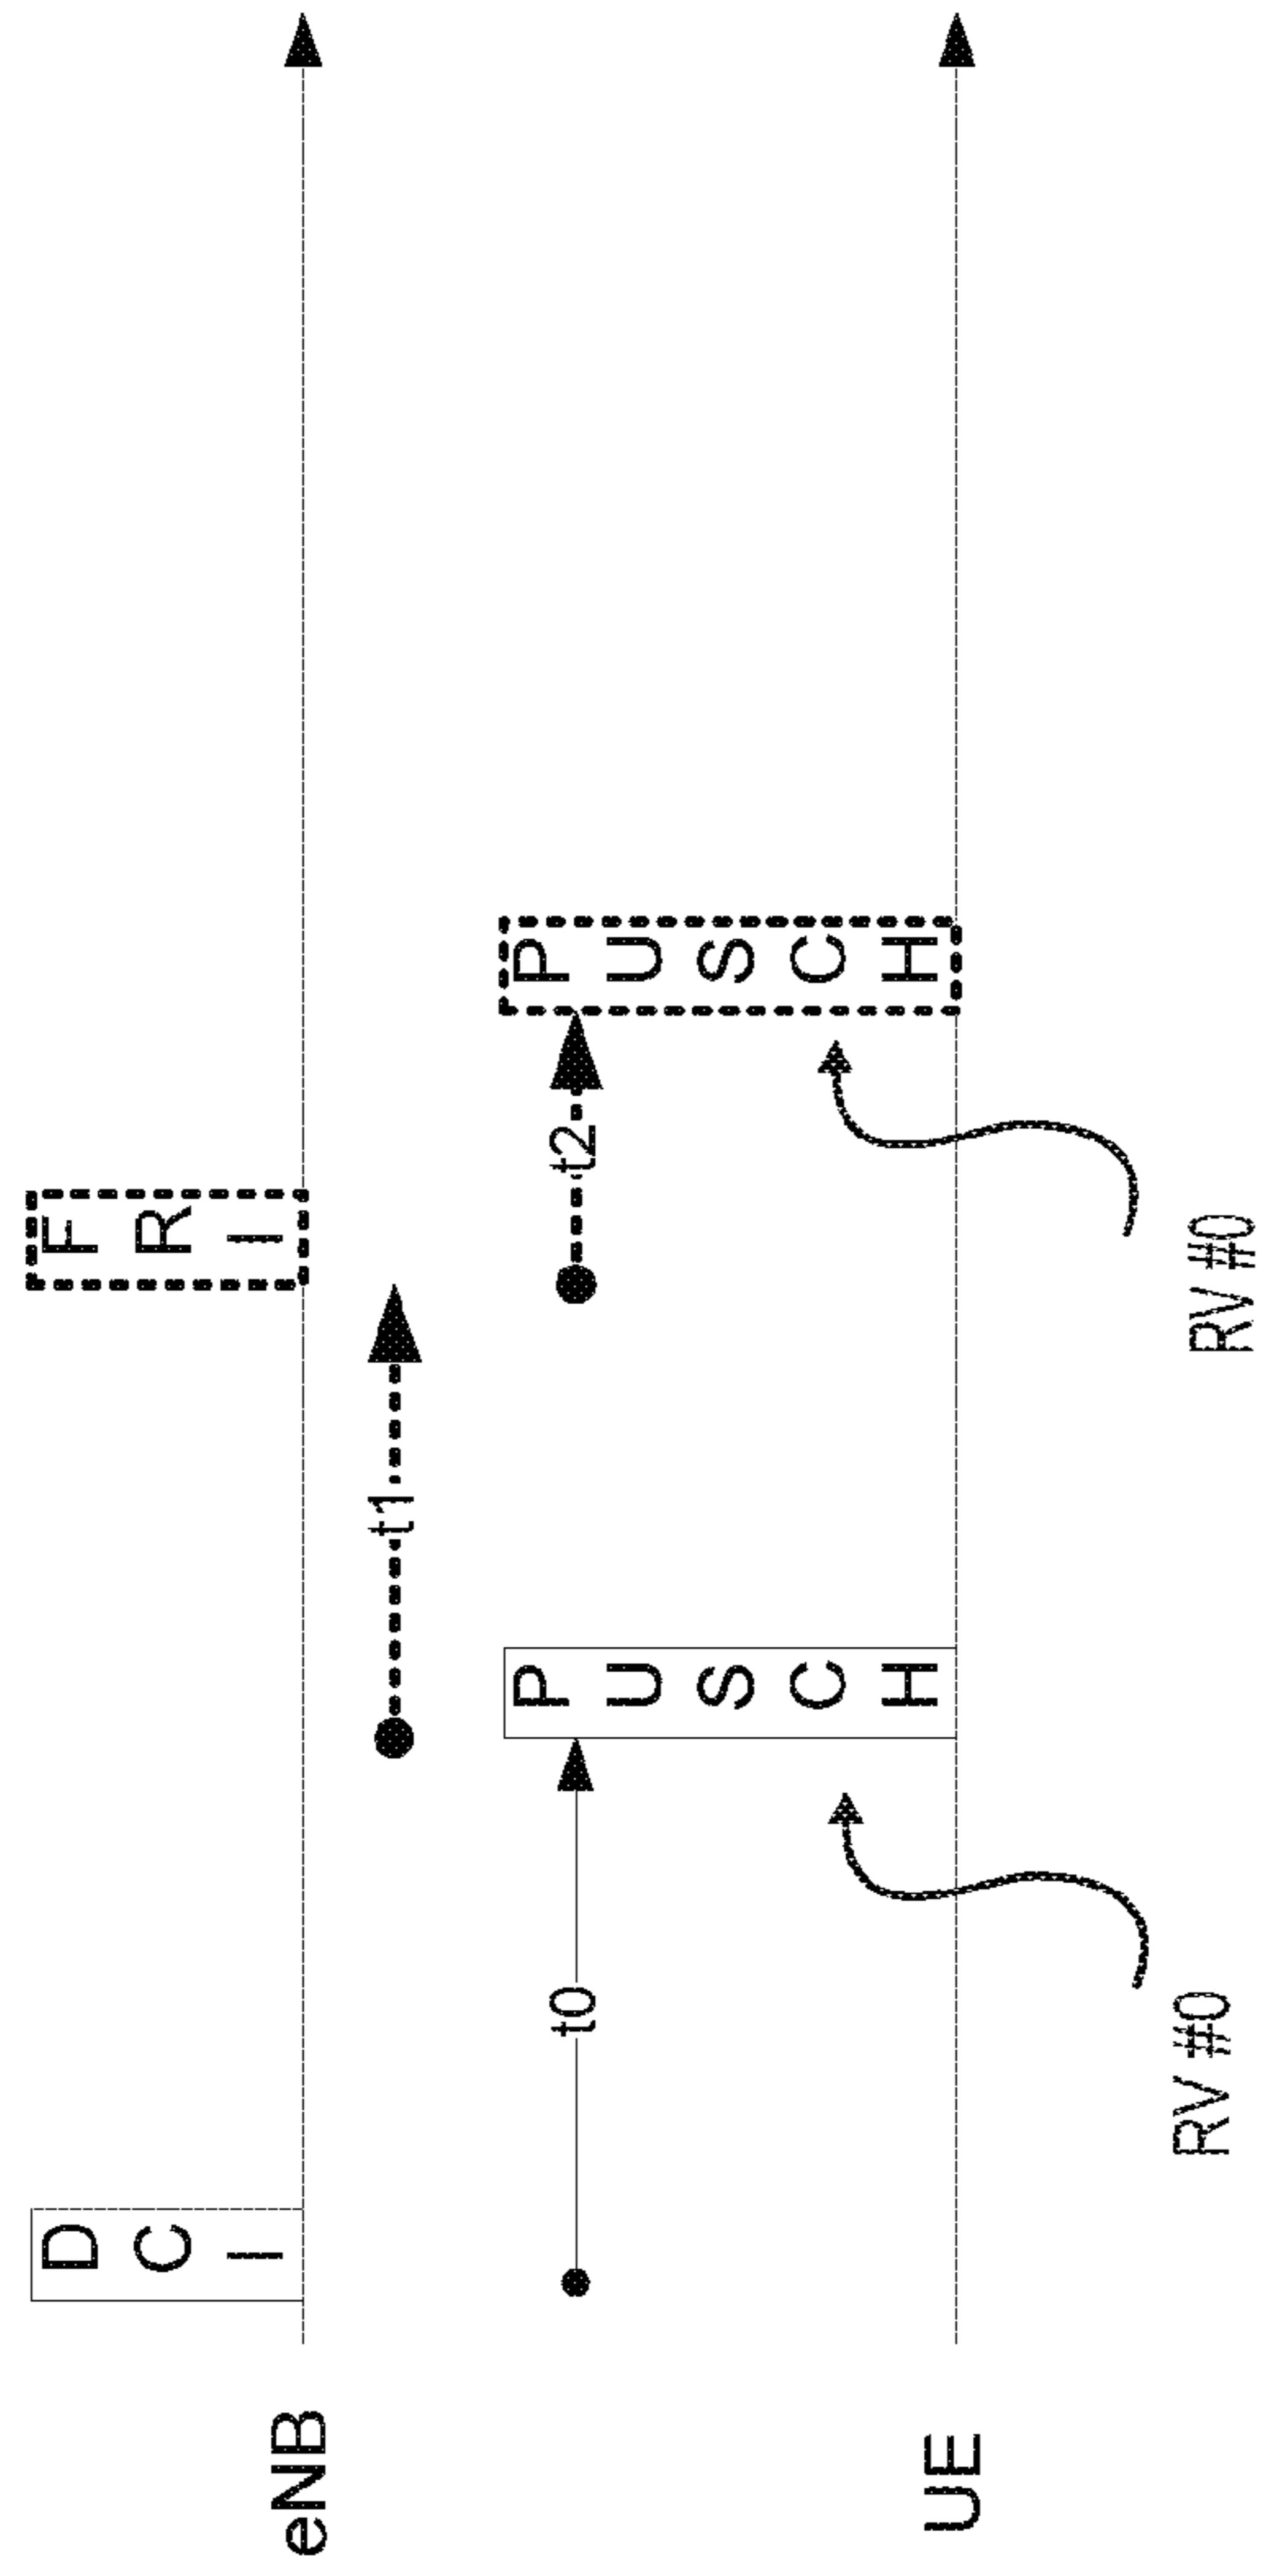 eNB
DCI
FRI
t1
t0
t2
PUSCH
PUSCH
UE
RV #0
RV #0